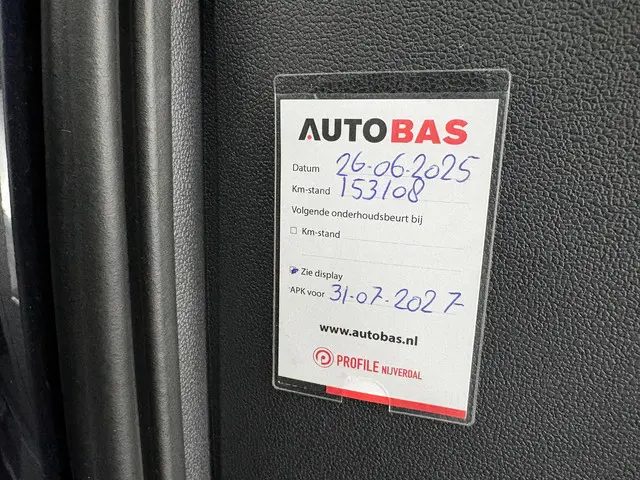 AUTOBAS
Datum 26-06-2025
Km-stand 153108
Volgende onderhoudsbeurt bij
Km-stand
Zie display
APK voor 31-07-2027
www.autobas.nl
PROFILE NIJVERDAL